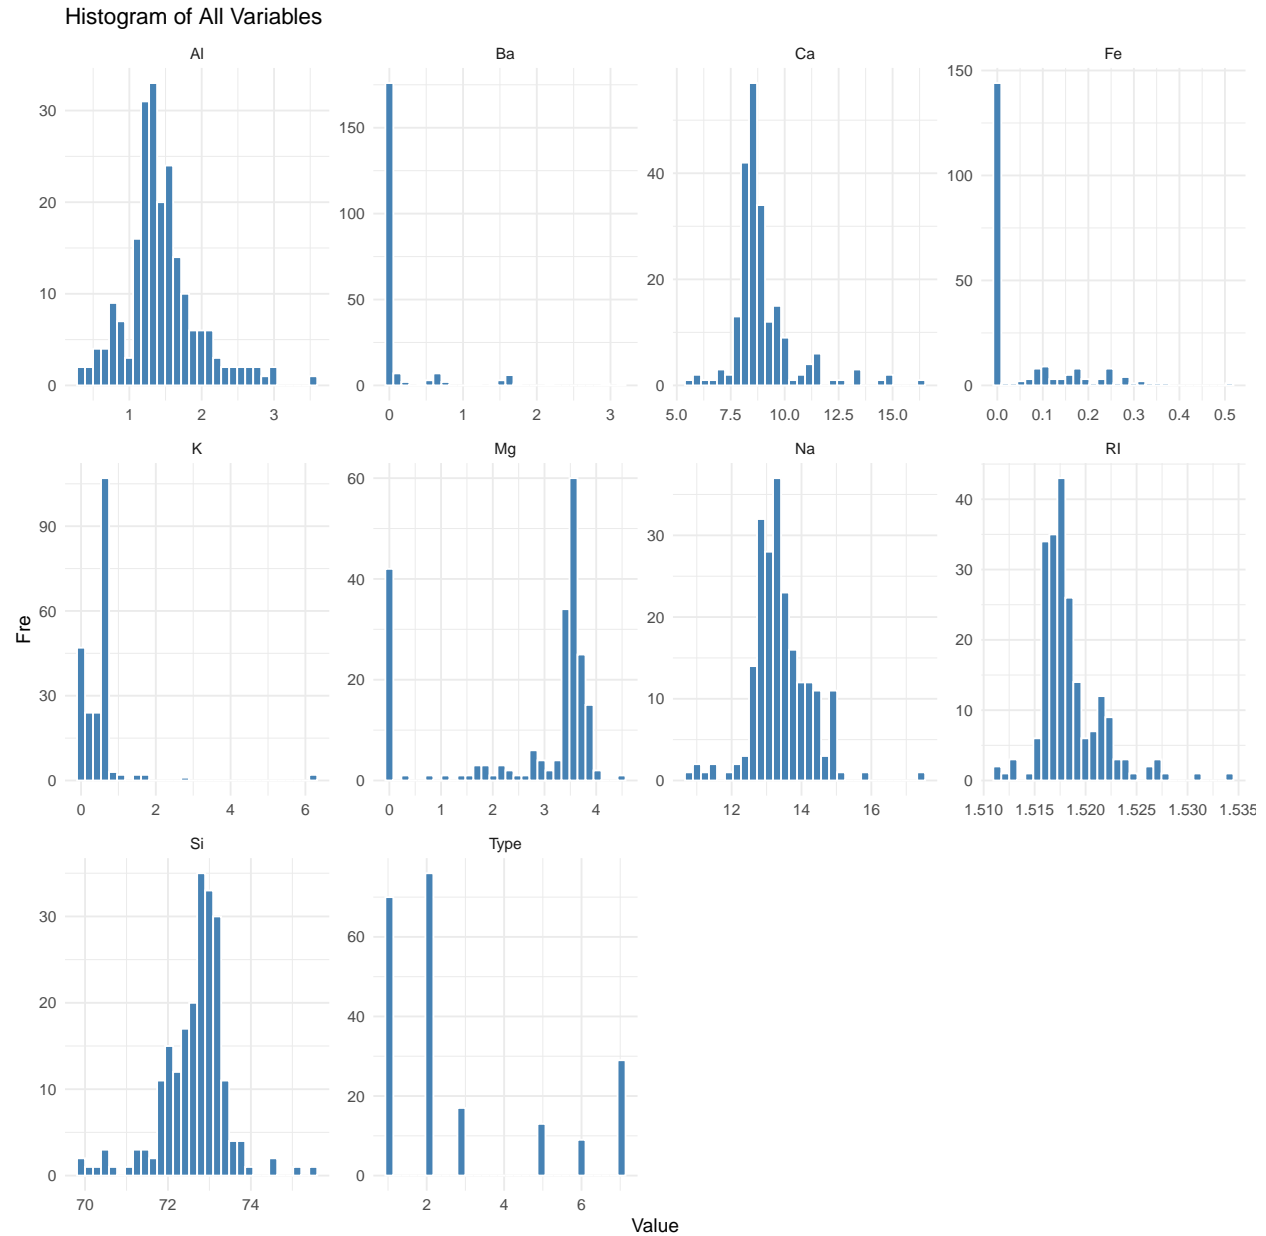 Histogram of All Variables
Al Ba Ca Fe
0 10 20 30
0 50 100 150
0 20 40
0 50 100 150
1 2 3
0 1 2 3
5.0 7.5 10.0 12.5 15.0
0.0 0.1 0.2 0.3 0.4 0.5
K Mg Na RI
0 30 60 90
0 20 40 60
0 10 20 30
0 10 20 30 40
0 2 4 6
0 1 2 3 4
12 14 16
1.510 1.515 1.520 1.525 1.530 1.535
Fre
Si Type
0 10 20 30
0 20 40 60
70 72 74
2 4 6
Value